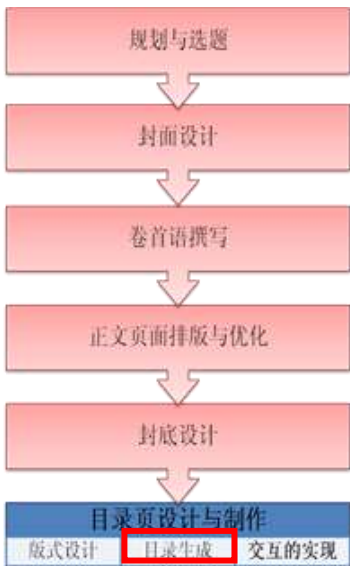 规划与选题
封面设计
卷首语撰写
正文页面排版与优化
封底设计
目录页设计与制作
版式设计 目录生成 交互的实现